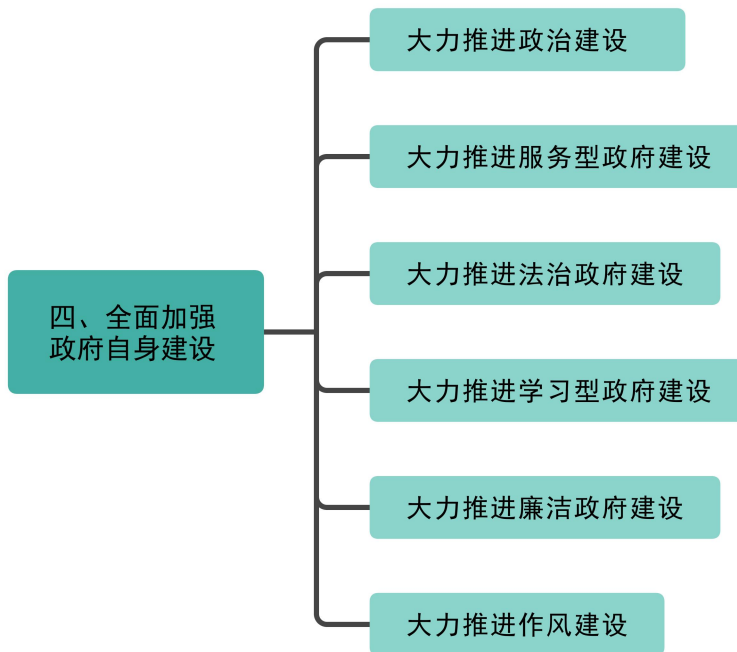 大力推进政治建设
大力推进服务型政府建设
大力推进法治政府建设
四、全面加强
政府自身建设
大力推进学习型政府建设
大力推进廉洁政府建设
大力推进作风建设